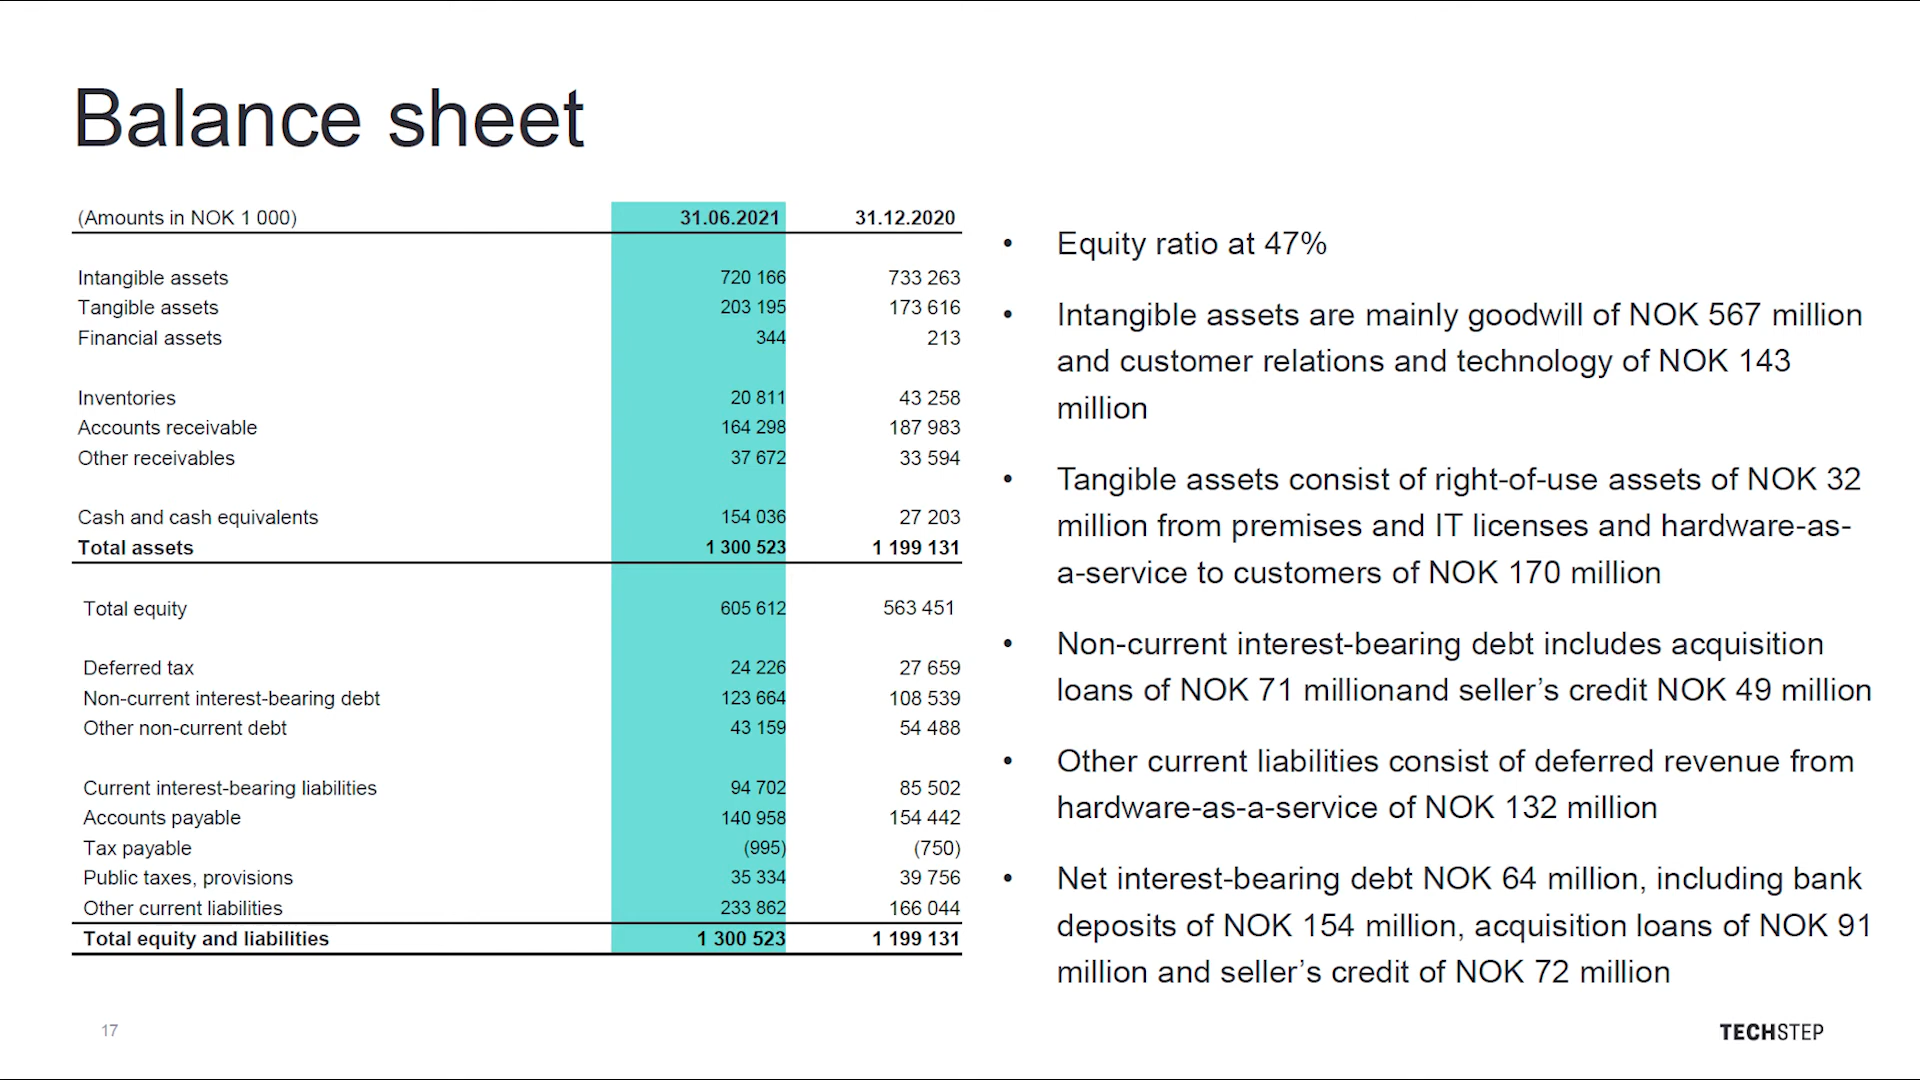 Balance sheet
(Amounts in NOK 1 000) 31.06.2021 31.12.2020
Intangible assets 720 166 733 263
Tangible assets 203 195 173 616
Financial assets 344 213
Inventories 20 811 43 258
Accounts receivable 164 298 187 983
Other receivables 37 672 33 594
Cash and cash equivalents 154 036 27 203
Total assets 1 300 523 1 199 131
Total equity 605 612 563 451
Deferred tax 24 226 27 659
Non-current interest-bearing debt 123 664 108 539
Other non-current debt 43 159 54 488
Current interest-bearing liabilities 94 702 85 502
Accounts payable 140 958 154 442
Tax payable (995) (750)
Public taxes, provisions 35 334 39 756
Other current liabilities 233 862 166 044
Total equity and liabilities 1 300 523 1 199 131
• Equity ratio at 47%
• Intangible assets are mainly goodwill of NOK 567 million
and customer relations and technology of NOK 143
million
• Tangible assets consist of right-of-use assets of NOK 32
million from premises and IT licenses and hardware-as-
a-service to customers of NOK 170 million
• Non-current interest-bearing debt includes acquisition
loans of NOK 71 millionand seller’s credit NOK 49 million
• Other current liabilities consist of deferred revenue from
hardware-as-a-service of NOK 132 million
• Net interest-bearing debt NOK 64 million, including bank
deposits of NOK 154 million, acquisition loans of NOK 91
million and seller’s credit of NOK 72 million
17
TECHSTEP